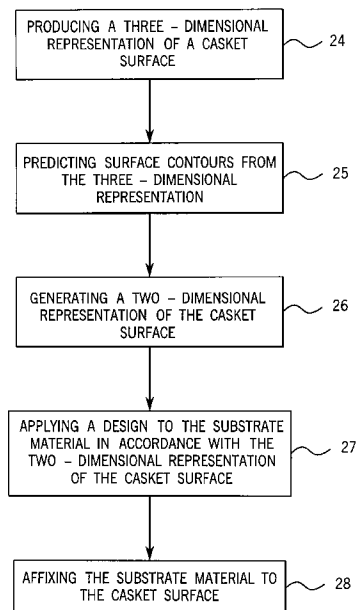 PRODUCING A THREE – DIMENSIONAL
REPRESENTATION OF A CASKET
SURFACE
24
PREDICTING SURFACE CONTOURS FROM
THE THREE – DIMENSIONAL
REPRESENTATION
25
GENERATING A TWO – DIMENSIONAL
REPRESENTATION OF THE CASKET
SURFACE
26
APPLYING A DESIGN TO THE SUBSTRATE
MATERIAL IN ACCORDANCE WITH THE
TWO – DIMENSIONAL REPRESENTATION
OF THE CASKET SURFACE
27
AFFIXING THE SUBSTRATE MATERIAL TO
THE CASKET SURFACE
28